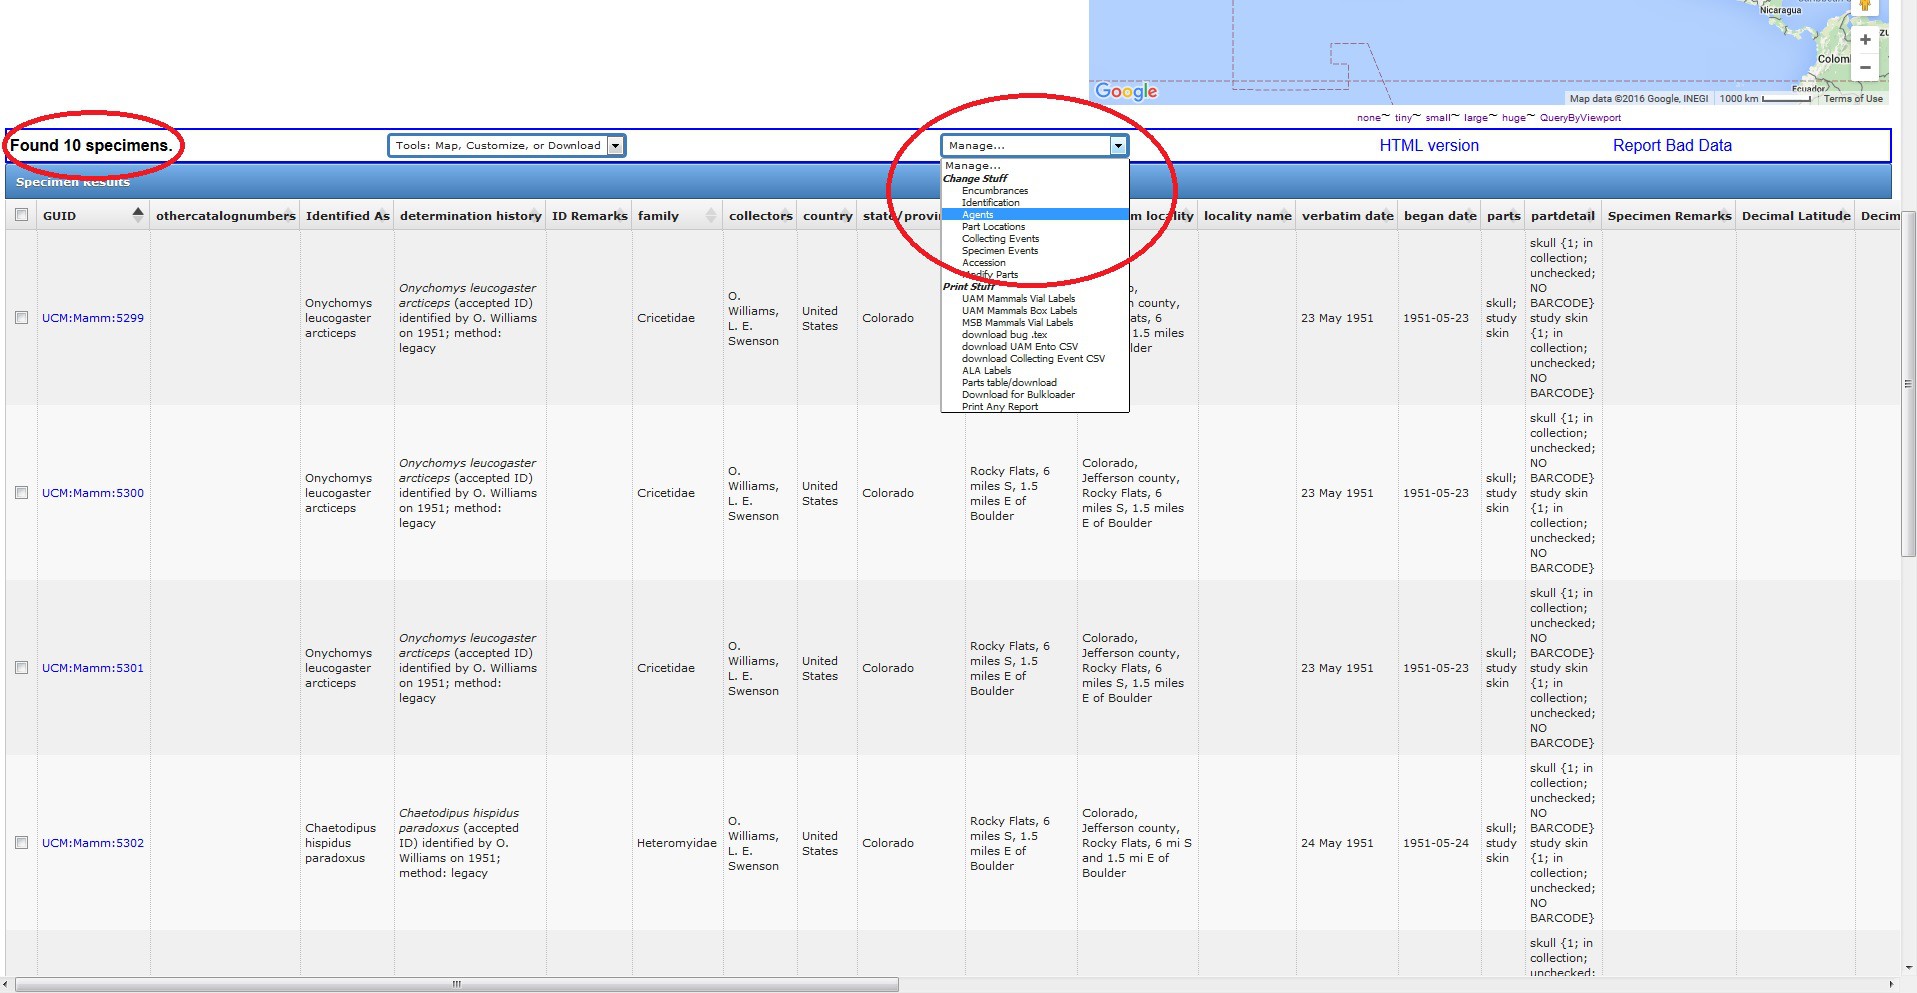 Nicaragua
Colom
Ecuador
Google
Map data ©2016 Google, INEGI 1000 km Terms of Use
none~ tiny~ small~ large~ huge~ QueryByViewport
Found 10 specimens.
Tools: Map, Customize, or Download
Manage...
HTML version
Report Bad Data
Manage...
Change Stuff
Encumbrances
Identification
Agents
Part Locations
Collecting Events
Specimen Events
Accession
Modify Parts
Print Stuff
UAM Mammals Vial Labels
UAM Mammals Box Labels
MSB Mammals Vial Labels
download bug .tex
download UAM Ento CSV
download Collecting Event CSV
ALA Labels
Parts table/download
Download for Bulkloader
Print Any Report
Specimen Results
GUID othercatalognumbers Identified As determination history ID Remarks family collectors country state/provi m locality locality name verbatim date began date parts partdetail Specimen Remarks Decimal Latitude Decim
UCM:Mamm:5299
Onychomys
leucogaster
arcticeps
Onychomys leucogaster
arcticeps (accepted ID)
identified by O. Williams
on 1951; method:
legacy
Cricetidae
O.
Williams,
L. E.
Swenson
United
States
Colorado
o,
n county,
ats, 6
1.5 miles
lder
23 May 1951
1951-05-23
skull;
study
skin
skull {1; in
collection;
unchecked;
NO
BARCODE}
study skin
{1; in
collection;
unchecked;
NO
BARCODE}
UCM:Mamm:5300
Onychomys
leucogaster
arcticeps
Onychomys leucogaster
arcticeps (accepted ID)
identified by O. Williams
on 1951; method:
legacy
Cricetidae
O.
Williams,
L. E.
Swenson
United
States
Colorado
Rocky Flats, 6
miles S, 1.5
miles E of
Boulder
Colorado,
Jefferson county,
Rocky Flats, 6
miles S, 1.5 miles
E of Boulder
23 May 1951
1951-05-23
skull;
study
skin
skull {1; in
collection;
unchecked;
NO
BARCODE}
study skin
{1; in
collection;
unchecked;
NO
BARCODE}
UCM:Mamm:5301
Onychomys
leucogaster
arcticeps
Onychomys leucogaster
arcticeps (accepted ID)
identified by O. Williams
on 1951; method:
legacy
Cricetidae
O.
Williams,
L. E.
Swenson
United
States
Colorado
Rocky Flats, 6
miles S, 1.5
miles E of
Boulder
Colorado,
Jefferson county,
Rocky Flats, 6
miles S, 1.5 miles
E of Boulder
23 May 1951
1951-05-23
skull;
study
skin
skull {1; in
collection;
unchecked;
NO
BARCODE}
study skin
{1; in
collection;
unchecked;
NO
BARCODE}
UCM:Mamm:5302
Chaetodipus
hispidus
paradoxus
Chaetodipus hispidus
paradoxus (accepted
ID) identified by O.
Williams on 1951;
method: legacy
Heteromyidae
O.
Williams,
L. E.
Swenson
United
States
Colorado
Rocky Flats, 6
miles S, 1.5
miles E of
Boulder
Colorado,
Jefferson county,
Rocky Flats, 6 mi S
and 1.5 mi E of
Boulder
24 May 1951
1951-05-24
skull;
study
skin
skull {1; in
collection;
unchecked;
NO
BARCODE}
study skin
{1; in
collection;
unchecked;
NO
BARCODE}
skull {1; in
collection;
unchecked;